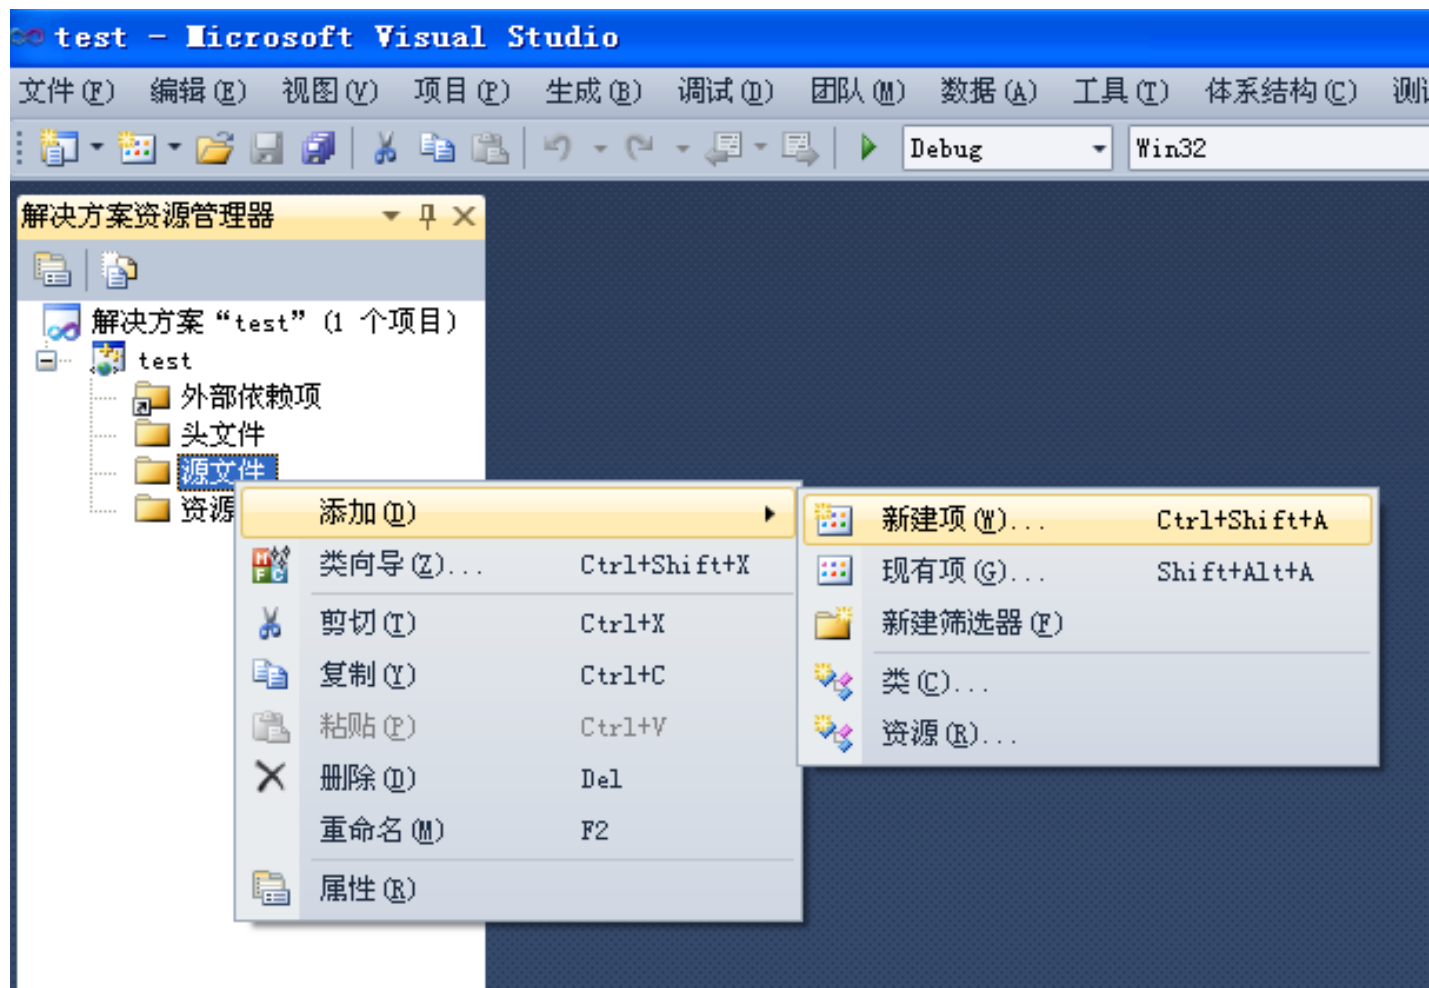 test - Microsoft Visual Studio
文件(F) 编辑(E) 视图(V) 项目(P) 生成(B) 调试(D) 团队(M) 数据(A) 工具(T) 体系结构(C)
Debug Win32
解决方案资源管理器
解决方案“test”(1 个项目)
test
外部依赖项
头文件
源文件
资源
添加(D)
类向导(Z)... Ctrl+Shift+X
剪切(T) Ctrl+X
复制(Y) Ctrl+C
粘贴(P) Ctrl+V
删除(D) Del
重命名(M) F2
属性(R)
新建项(W)... Ctrl+Shift+A
现有项(G)... Shift+Alt+A
新建筛选器(F)
类(C)...
资源(R)...